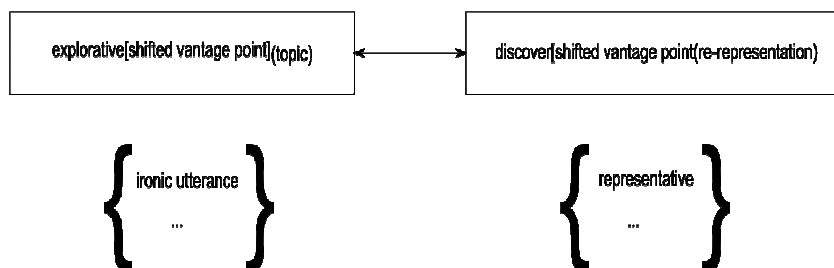 explorative[shifted vantage point](topic)
discover[shifted vantage point(re-representation)
ironic utterance
...
representative
...